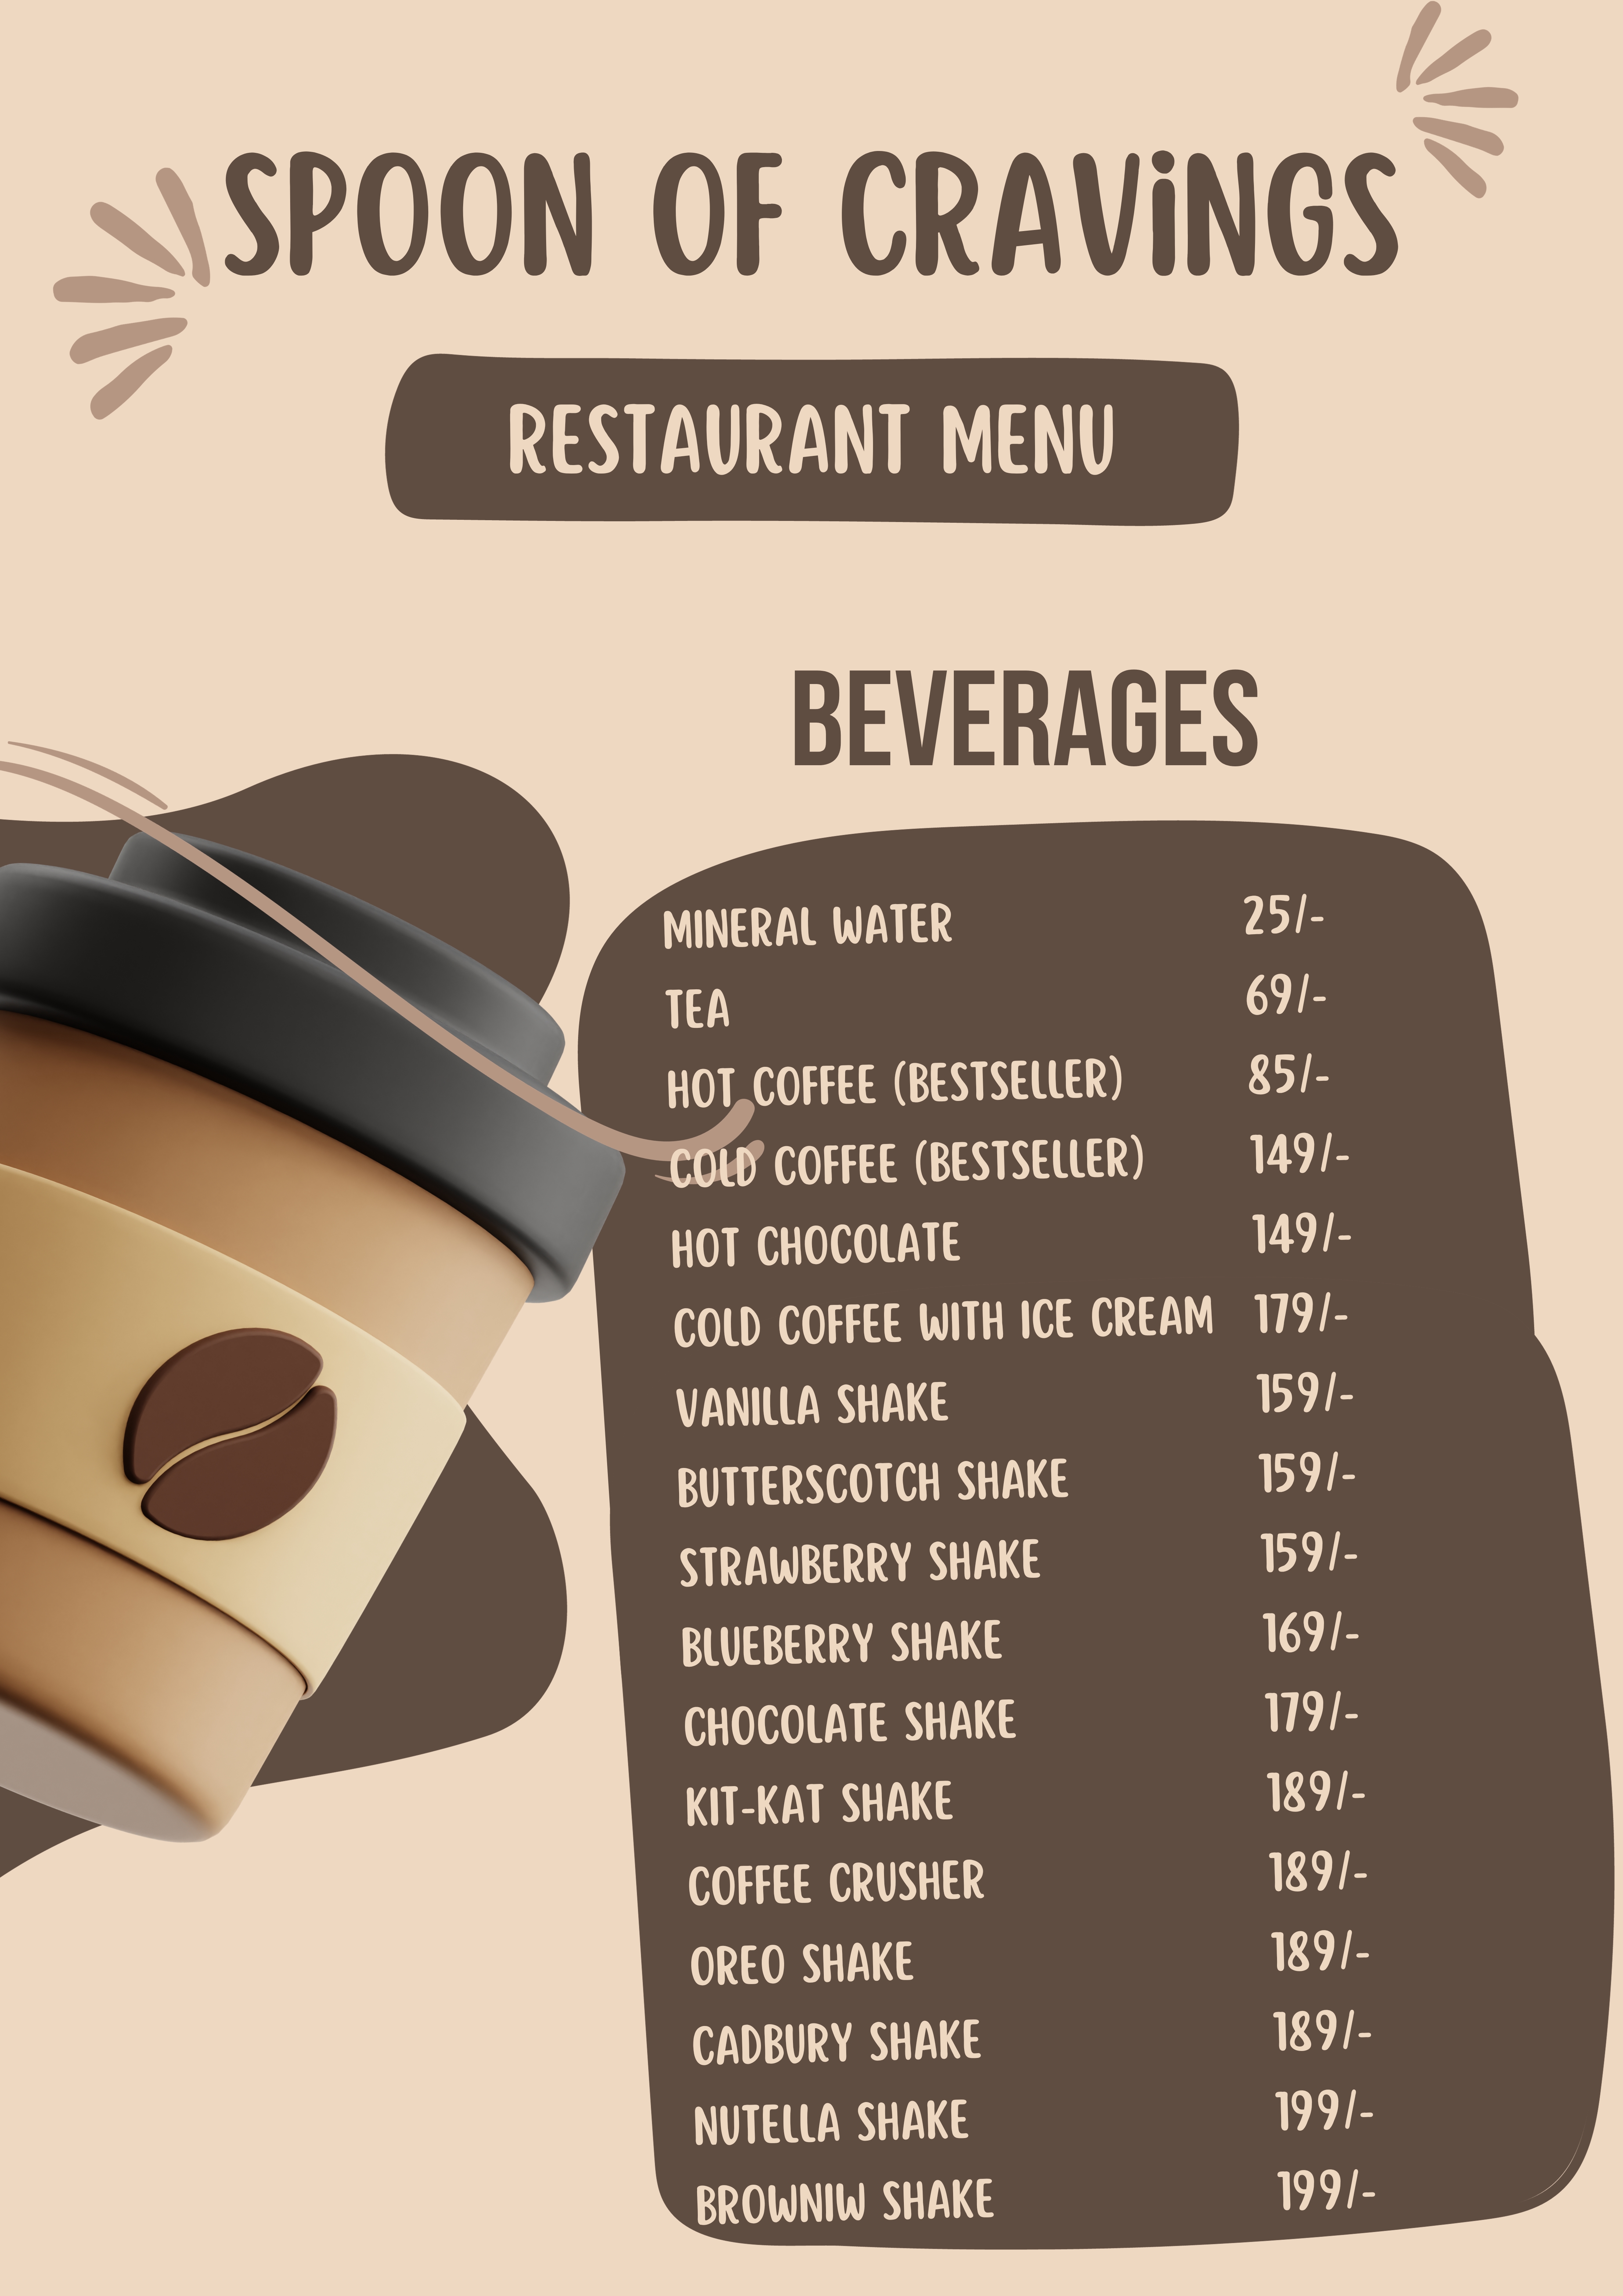 SPOON OF CRAViNGS
RESTAURANT MENU
BEVERAGES
MINERAL WATER 25/-
TEA 69/-
HOT COFFEE (BESTSELLER) 85/-
COLD COFFEE (BESTSELLER) 149/-
HOT CHOCOLATE 149/-
COLD COFFEE WITH ICE CREAM 179/-
VANILLA SHAKE 159/-
BUTTERSCOTCH SHAKE 159/-
STRAWBERRY SHAKE 159/-
BLUEBERRY SHAKE 169/-
CHOCOLATE SHAKE 179/-
KIT-KAT SHAKE 189/-
COFFEE CRUSHER 189/-
OREO SHAKE 189/-
CADBURY SHAKE 189/-
NUTELLA SHAKE 199/-
BROWNIW SHAKE 199/-